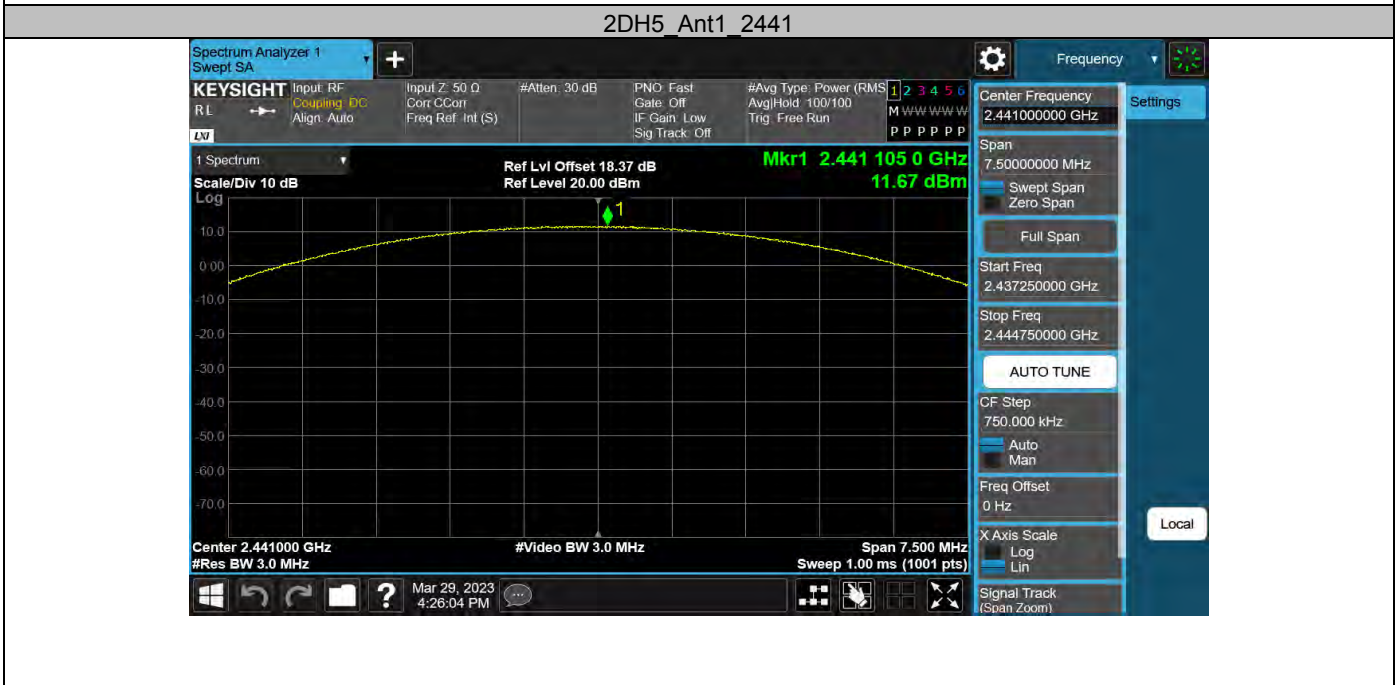 2DH5_Ant1_2441
Spectrum Analyzer 1
Swept SA
Frequency
KEYSIGHT
RL
LXI
Input: RF
Coupling: DC
Align: Auto
Input Z: 50 Ω
Corr CCorr
Freq Ref: Int (S)
#Atten: 30 dB
PNO: Fast
Gate: Off
IF Gain: Low
Sig Track: Off
#Avg Type: Power (RMS
Avg|Hold: 100/100
Trig: Free Run
1 2 3 4 5 6
M W W W W W
P P P P P P
Center Frequency
2.441000000 GHz
Settings
1 Spectrum
Ref Lvl Offset 18.37 dB
Mkr1 2.441 105 0 GHz
Scale/Div 10 dB
Ref Level 20.00 dBm
11.67 dBm
Log
1
10.0
0.00
-10.0
-20.0
-30.0
-40.0
-50.0
-60.0
-70.0
Center 2.441000 GHz
#Video BW 3.0 MHz
Span 7.500 MHz
#Res BW 3.0 MHz
Sweep 1.00 ms (1001 pts)
Span
7.50000000 MHz
Swept Span
Zero Span
Full Span
Start Freq
2.437250000 GHz
Stop Freq
2.444750000 GHz
AUTO TUNE
CF Step
750.000 kHz
Auto
Man
Freq Offset
0 Hz
X Axis Scale
Log
Lin
Local
Signal Track
(Span Zoom)
?
Mar 29, 2023
4:26:04 PM